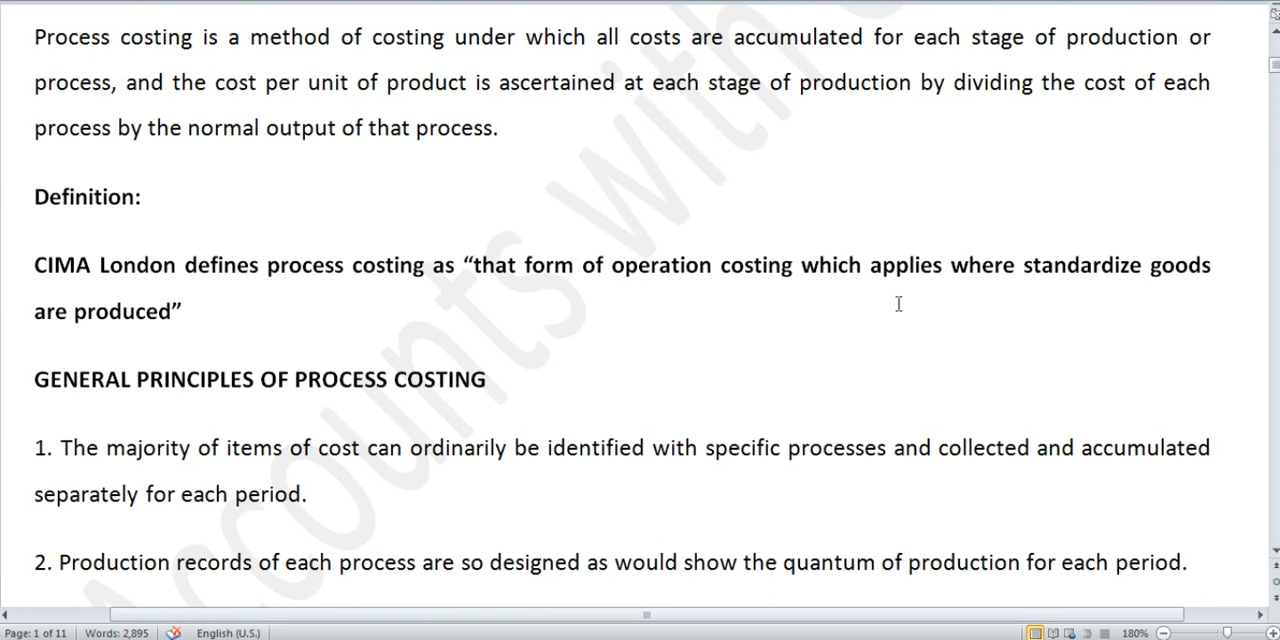 Process costing is a method of costing under which all costs are accumulated for each stage of production or
process, and the cost per unit of product is ascertained at each stage of production by dividing the cost of each
process by the normal output of that process.
Definition:
CIMA London defines process costing as “that form of operation costing which applies where standardize goods
are produced”
GENERAL PRINCIPLES OF PROCESS COSTING
1. The majority of items of cost can ordinarily be identified with specific processes and collected and accumulated
separately for each period.
2. Production records of each process are so designed as would show the quantum of production for each period.
Accounts with
Page: 1 of 11 Words: 2,895 English (U.S.) 180%